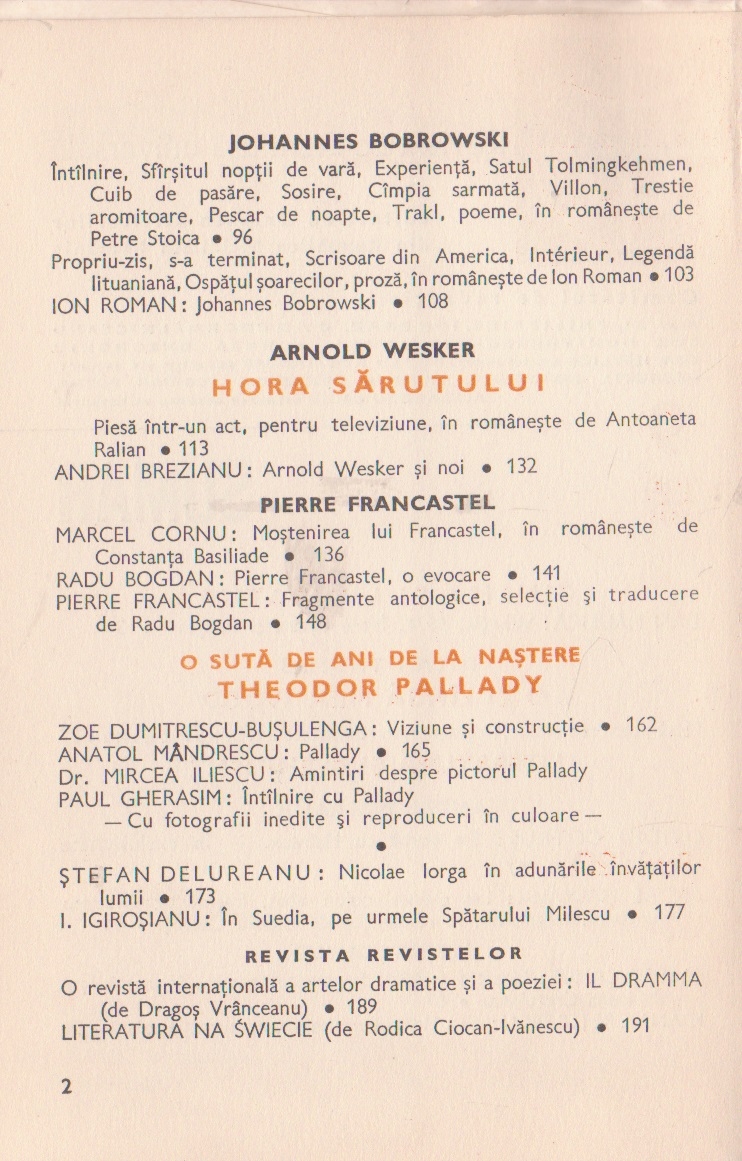 JOHANNES BOBROWSKI
Întîlnire, Sfîrșitul nopții de vară, Experiență, Satul Tolmingkehmen,
Cuib de pasăre, Sosire, Cîmpia sarmată, Villon, Trestie
aromitoare, Pescar de noapte, Trakl, poeme, în românește de
Petre Stoica • 96
Propriu-zis, s-a terminat, Scrisoare din America, Intérieur, Legendă
lituaniană, Ospățul șoarecilor, proză, în românește de Ion Roman • 103
ION ROMAN: Johannes Bobrowski • 108
ARNOLD WESKER
HORA SĂRUTULUI
Piesă într-un act, pentru televiziune, în românește de Antoaneta
Ralian • 113
ANDREI BREZIANU: Arnold Wesker și noi • 132
PIERRE FRANCASTEL
MARCEL CORNU: Moștenirea lui Francastel, în românește de
Constanța Basiliade • 136
RADU BOGDAN: Pierre Francastel, o evocare • 141
PIERRE FRANCASTEL: Fragmente antologice, selecție și traducere
de Radu Bogdan • 148
O SUTĂ DE ANI DE LA NAȘTERE
THEODOR PALLADY
ZOE DUMITRESCU-BUȘULENGA: Viziune și construcție • 162
ANATOL MÂNDRESCU: Pallady • 165
Dr. MIRCEA ILIESCU: Amintiri despre pictorul Pallady
PAUL GHERASIM: Întîlnire cu Pallady
— Cu fotografii inedite și reproduceri în culoare —
•
ȘTEFAN DELUREANU: Nicolae Iorga în adunările învățaților
lumii • 173
I. IGIROȘIANU: În Suedia, pe urmele Spătarului Milescu • 177
REVISTA REVISTELOR
O revistă internațională a artelor dramatice și a poeziei: IL DRAMMA
(de Dragoș Vrânceanu) • 189
LITERATURA NA ŚWIECIE (de Rodica Ciocan-Ivănescu) • 191
2